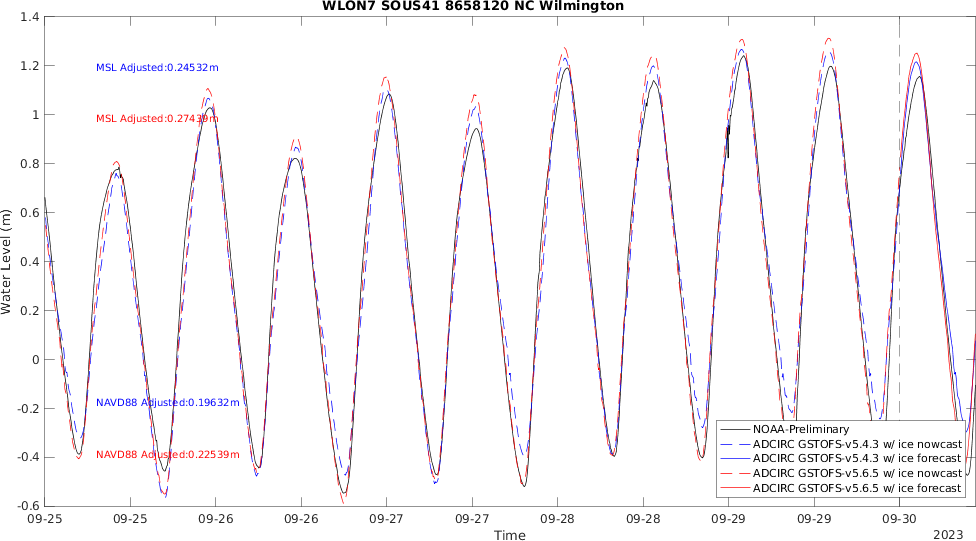 WLON7 SOUS41 8658120 NC Wilmington
1.4
1.2
1
0.8
0.6
0.4
0.2
0
-0.2
-0.4
-0.6
Water Level (m)
MSL Adjusted:0.24532m
MSL Adjusted:0.27439m
NAVD88 Adjusted:0.19632m
NAVD88 Adjusted:0.22539m
NOAA-Preliminary
ADCIRC GSTOFS-v5.4.3 w/ ice nowcast
ADCIRC GSTOFS-v5.4.3 w/ ice forecast
ADCIRC GSTOFS-v5.6.5 w/ ice nowcast
ADCIRC GSTOFS-v5.6.5 w/ ice forecast
09-25 09-25 09-26 09-26 09-27 09-27 09-28 09-28 09-29 09-29 09-30
Time
2023